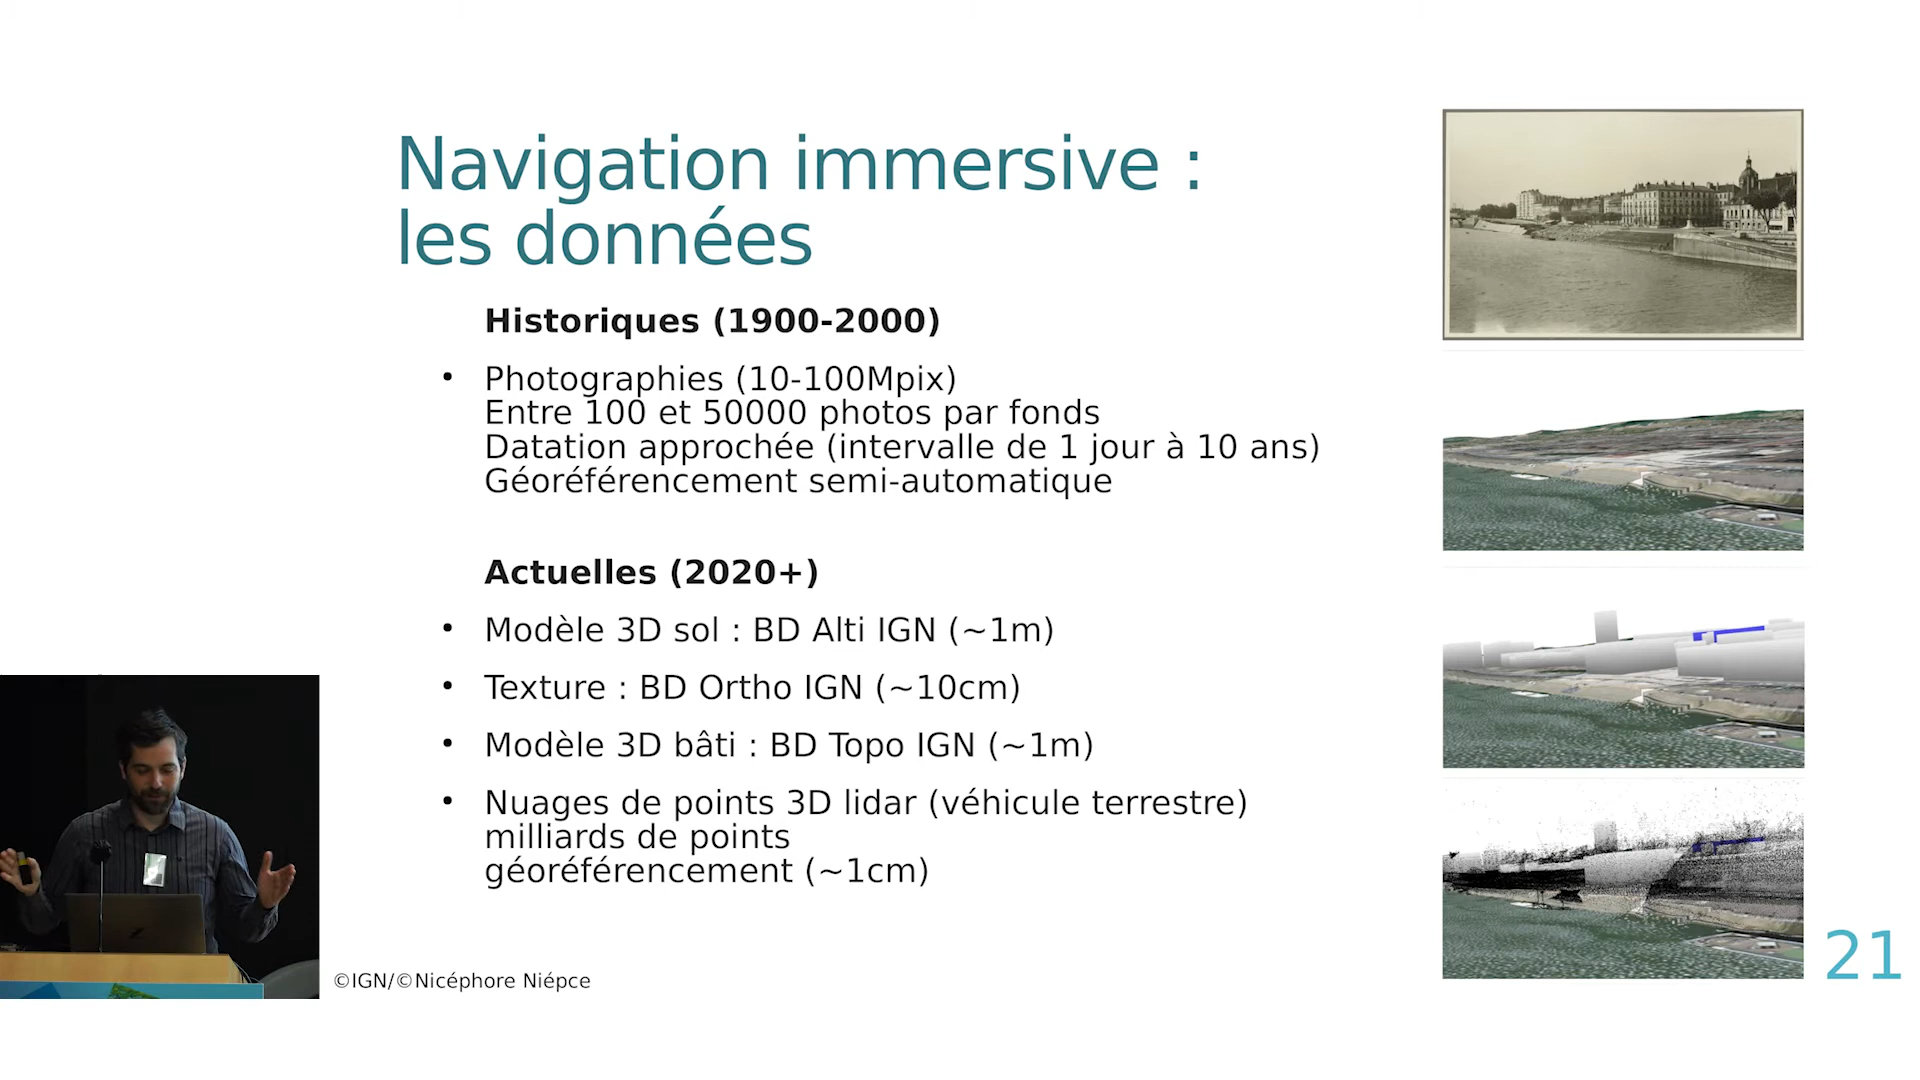 Navigation immersive :
les données
Historiques (1900-2000)
• Photographies (10-100Mpix)
Entre 100 et 50000 photos par fonds
Datation approchée (intervalle de 1 jour à 10 ans)
Géoréférencement semi-automatique
Actuelles (2020+)
• Modèle 3D sol : BD Alti IGN (~1m)
• Texture : BD Ortho IGN (~10cm)
• Modèle 3D bâti : BD Topo IGN (~1m)
• Nuages de points 3D lidar (véhicule terrestre)
milliards de points
géoréférencement (~1cm)
©IGN/©Nicéphore Niépce
21